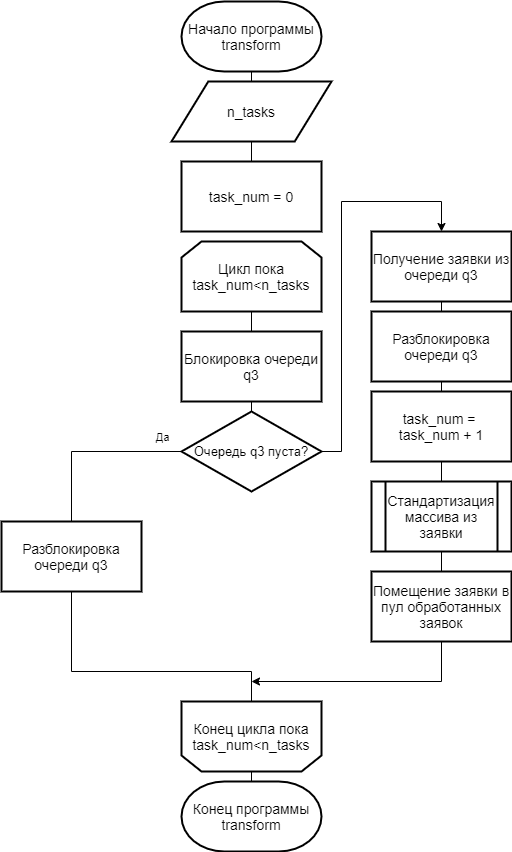 Начало программы
transform
n_tasks
task_num = 0
Цикл пока
task_num<n_tasks
Блокировка очереди
q3
Очередь q3 пуста?
Да
Разблокировка
очереди q3
Получение заявки из
очереди q3
Разблокировка
очереди q3
task_num =
task_num + 1
Стандартизация
массива из
заявки
Помещение заявки в
пул обработанных
заявок
Конец цикла пока
task_num<n_tasks
Конец программы
transform